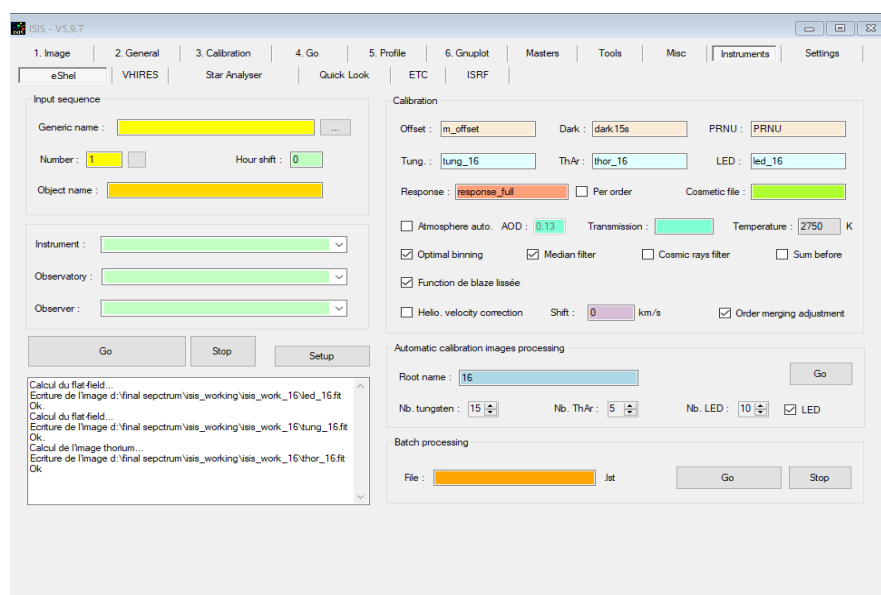 ISIS - V5.9.7
1. Image 2. General 3. Calibration 4. Go 5. Profile 6. Gnuplot Masters Tools Misc Instruments Settings
eShel VHIRES Star Analyser Quick Look ETC ISRF
Input sequence
Generic name : ...
Number : 1 Hour shift : 0
Object name :
Instrument :
Observatory :
Observer :
Go Stop Setup
Calcul du flat-field...
Ecriture de l'image d:\final sepctrum\isis_working\isis_work_16\led_16.fit
Ok.
Calcul du flat-field...
Ecriture de l'image d:\final sepctrum\isis_working\isis_work_16\tung_16.fit
Ok.
Calcul de l'image thorium...
Ecriture de l'image d:\final sepctrum\isis_working\isis_work_16\thor_16.fit
Ok
Calibration
Offset : m_offset Dark : dark15s PRNU : PRNU
Tung. : tung_16 ThAr : thor_16 LED : led_16
Response : response_full Per order Cosmetic file :
Atmosphere auto. AOD : 0.13 Transmission : Temperature : 2750 K
Optimal binning Median filter Cosmic rays filter Sum before
Function de blaze lissée
Helio. velocity correction Shift : 0 km/s Order merging adjustment
Automatic calibration images processing
Root name : 16 Go
Nb. tungsten : 15 Nb. ThAr : 5 Nb. LED : 10 LED
Batch processing
File : .lst Go Stop